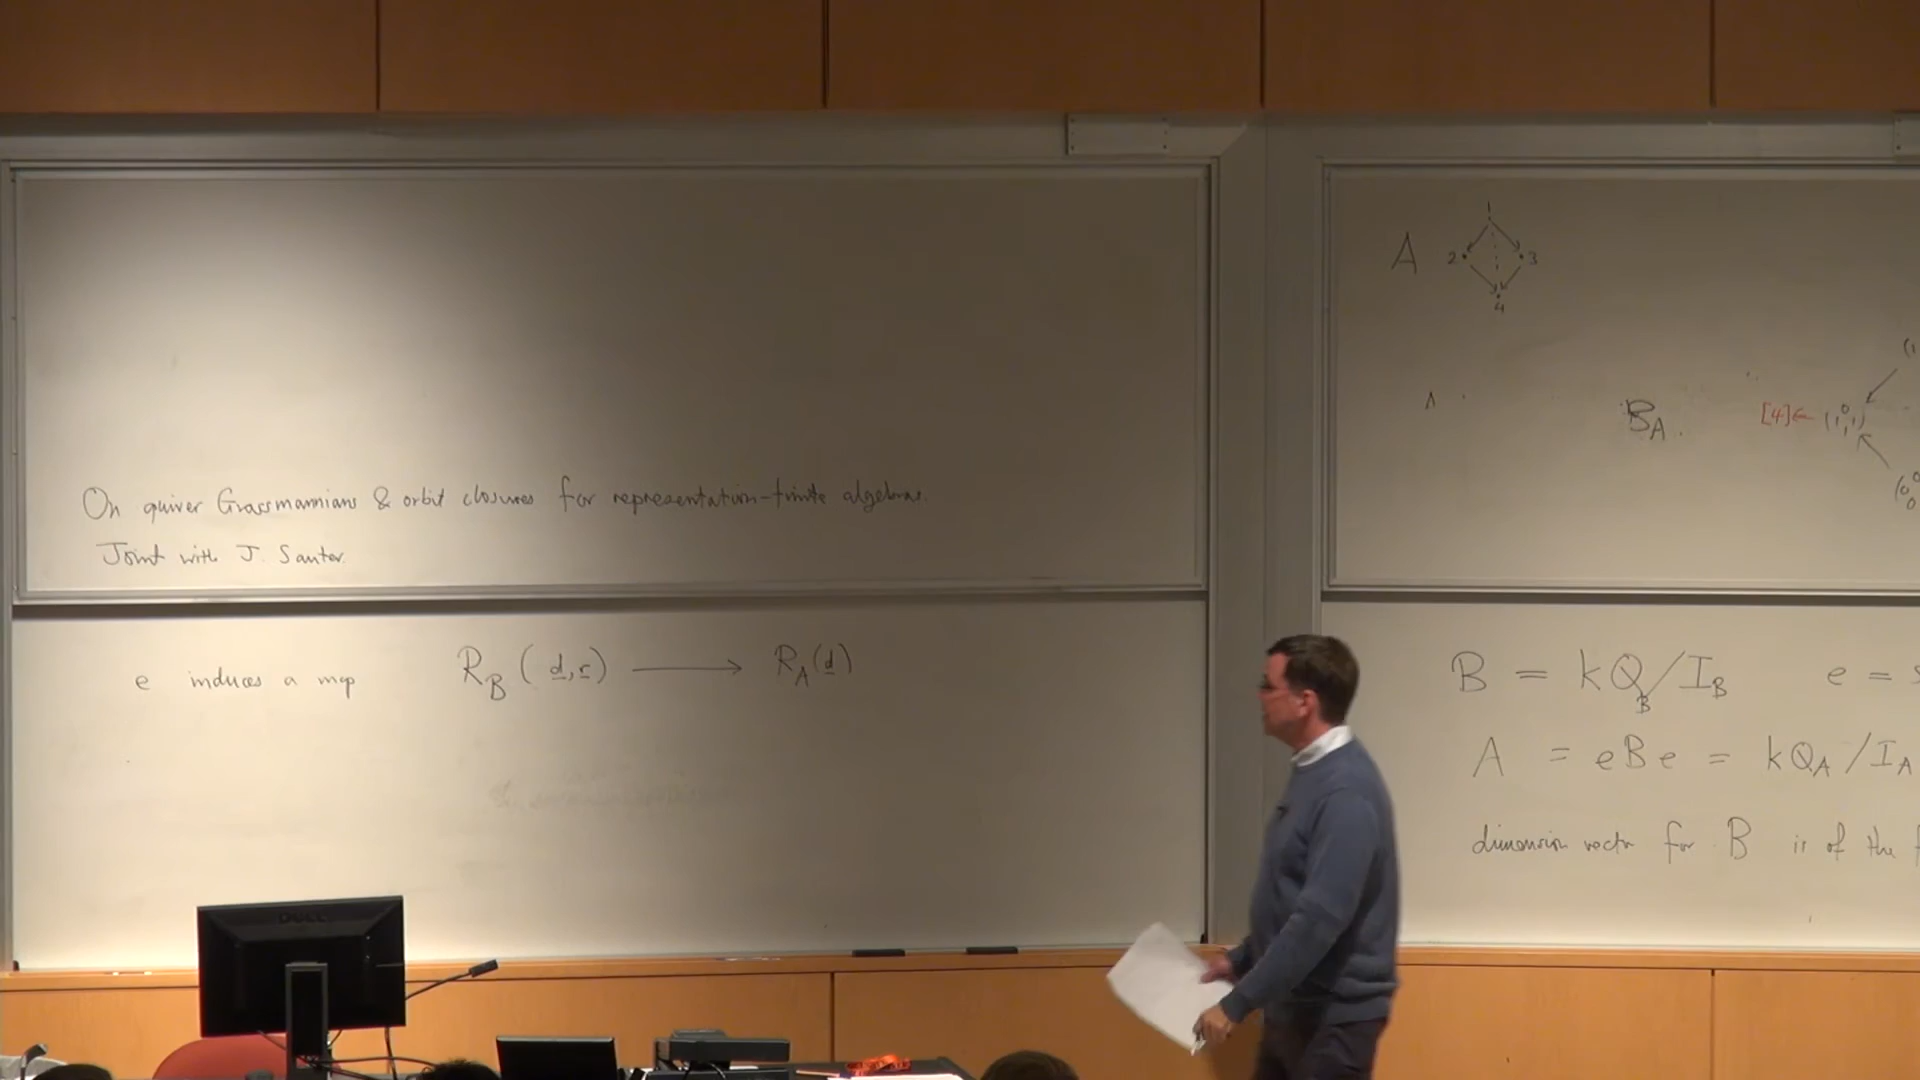 On quiver Grassmannians & orbit closures for representation-finite algebras.
Joint with J. Sauter.
e induces a map R_B(d,r) ⟶ R_A(d)
A
1
2 3
4
B_A
[4]←
B = kQ_B/I_B e =
A = eBe = kQ_A/I_A
dimension vector for B is of the